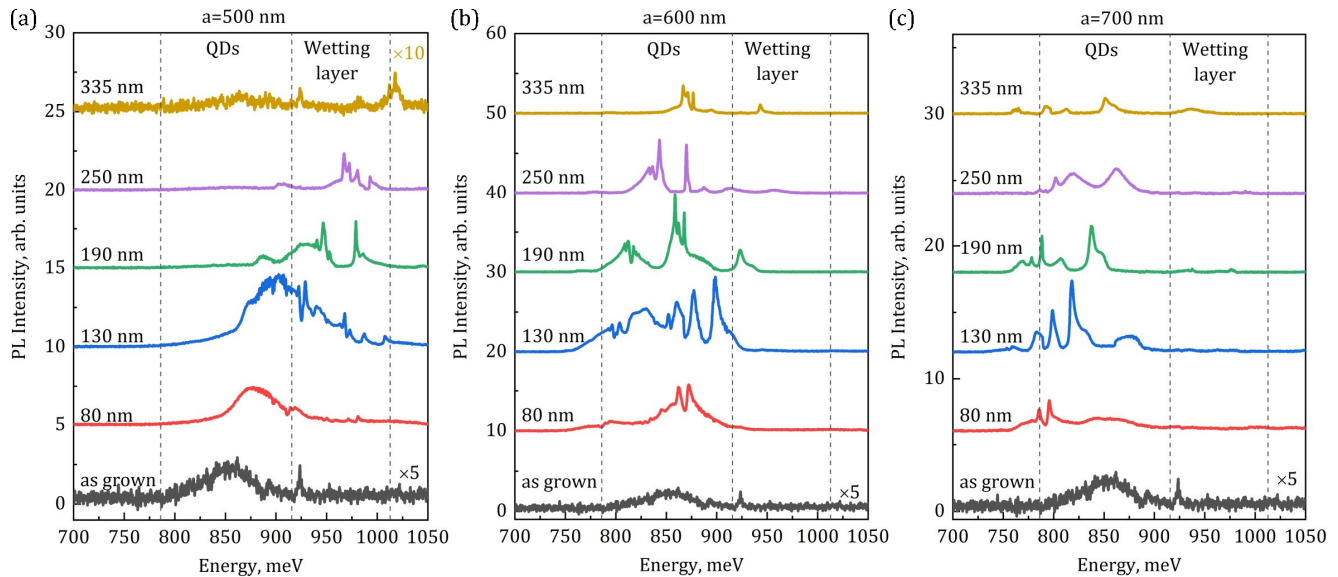 (a)
a=500 nm
30
25
20
15
10
5
0
PL Intensity, arb. units
QDs
Wetting
layer
×10
335 nm
250 nm
190 nm
130 nm
80 nm
as grown
×5
700 750 800 850 900 950 1000 1050
Energy, meV
(b)
a=600 nm
60
50
40
30
20
10
0
PL Intensity, arb. units
QDs
Wetting
layer
335 nm
250 nm
190 nm
130 nm
80 nm
as grown
×5
700 750 800 850 900 950 1000 1050
Energy, meV
(c)
a=700 nm
30
20
10
0
PL Intensity, arb. units
QDs
Wetting
layer
335 nm
250 nm
190 nm
130 nm
80 nm
as grown
×5
700 750 800 850 900 950 1000 1050
Energy, meV